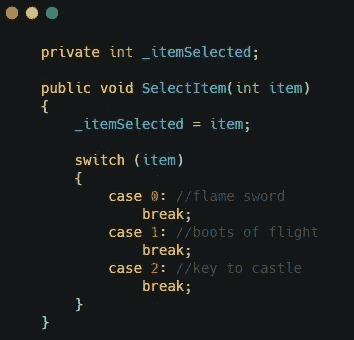 private int _itemSelected;
public void SelectItem(int item)
{
_itemSelected = item;
switch (item)
{
case 0: //flame sword
break;
case 1: //boots of flight
break;
case 2: //key to castle
break;
}
}